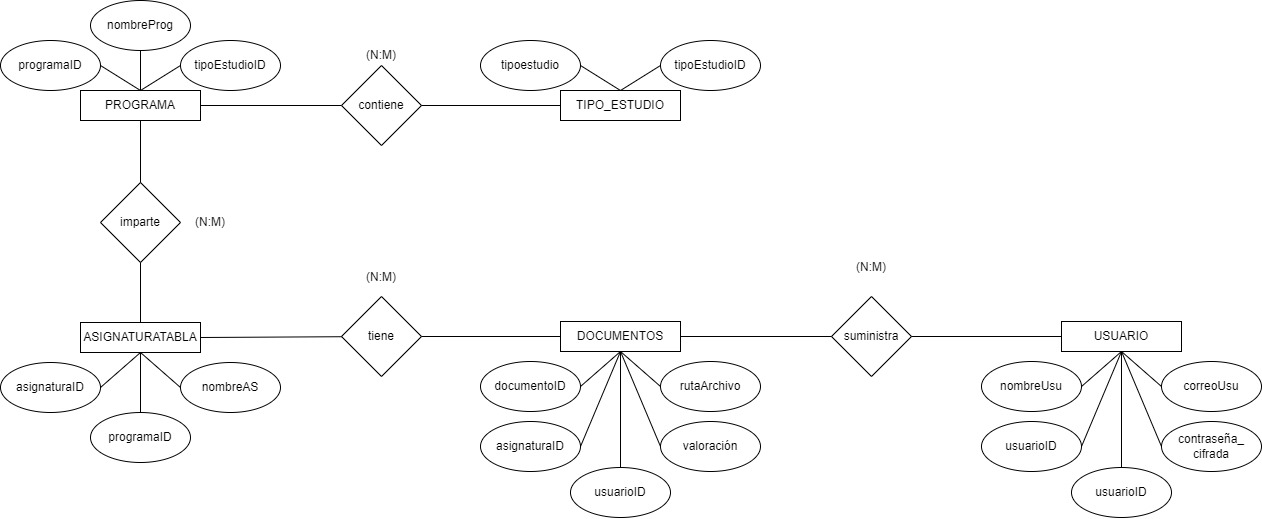 nombreProg
programaID
tipoEstudioID
PROGRAMA
(N:M)
contiene
tipoestudio
tipoEstudioID
TIPO_ESTUDIO
imparte
(N:M)
ASIGNATURATABLA
asignaturaID
nombreAS
programaID
(N:M)
tiene
DOCUMENTOS
documentoID
rutaArchivo
asignaturaID
valoración
usuarioID
(N:M)
suministra
USUARIO
nombreUsu
correoUsu
usuarioID
contraseña_
cifrada
usuarioID